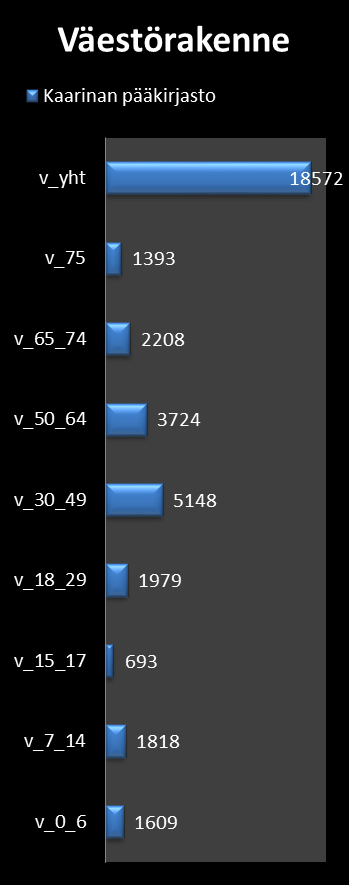 Väestörakenne
Kaarinan pääkirjasto
v_yht 18572
v_75 1393
v_65_74 2208
v_50_64 3724
v_30_49 5148
v_18_29 1979
v_15_17 693
v_7_14 1818
v_0_6 1609